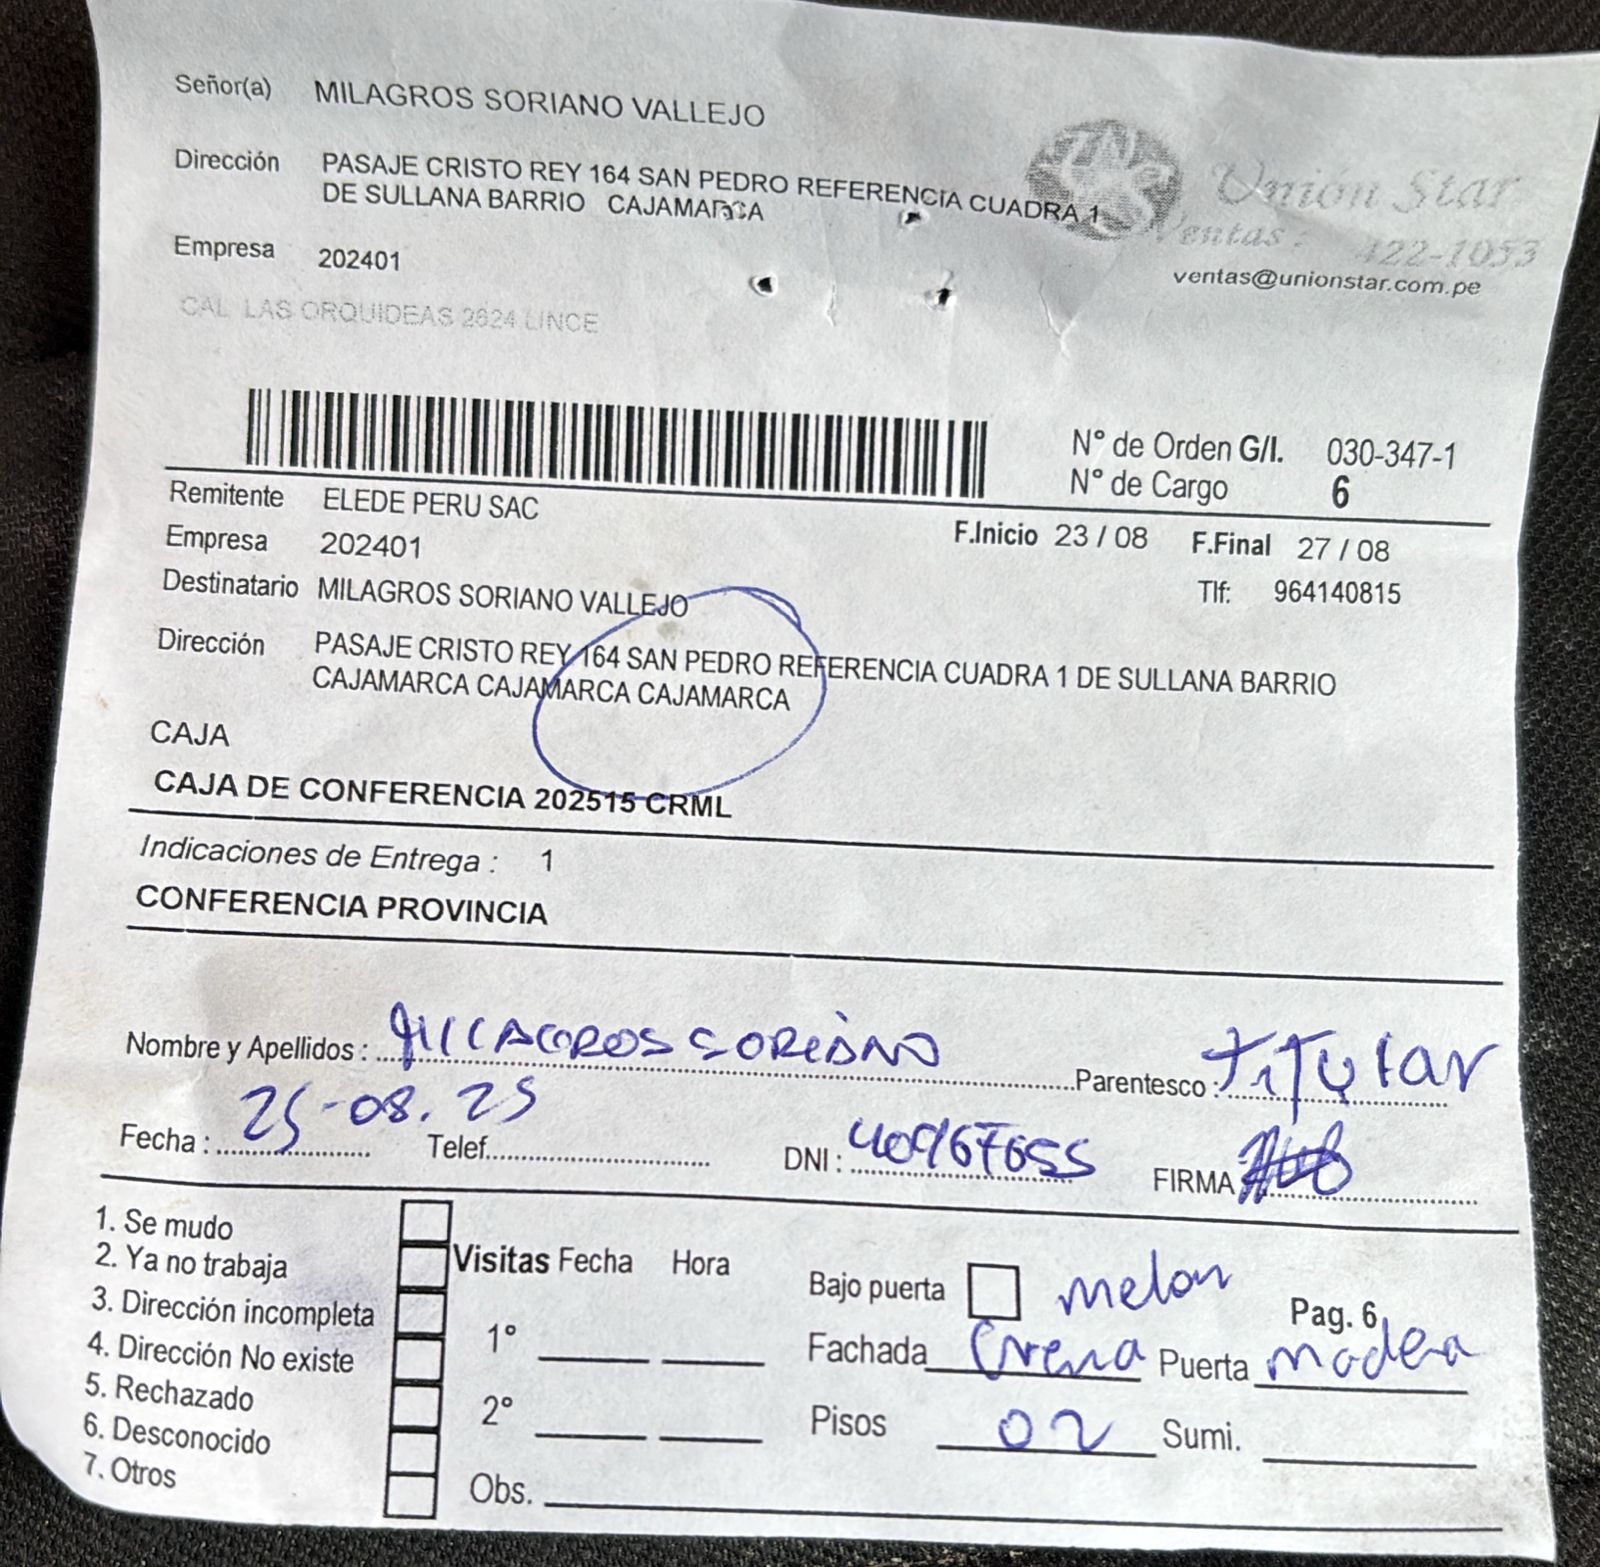 Señor(a) MILAGROS SORIANO VALLEJO
Dirección PASAJE CRISTO REY 164 SAN PEDRO REFERENCIA CUADRA 1
DE SULLANA BARRIO CAJAMARCA
Unión Star
Ventas : 422-1053
ventas@unionstar.com.pe
Empresa 202401
CAL LAS ORQUIDEAS 2624 LINCE
N° de Orden G/I. 030-347-1
N° de Cargo 6
Remitente ELEDE PERU SAC
F.Inicio 23 / 08 F.Final 27 / 08
Empresa 202401
Tlf: 964140815
Destinatario MILAGROS SORIANO VALLEJO
Dirección PASAJE CRISTO REY 164 SAN PEDRO REFERENCIA CUADRA 1 DE SULLANA BARRIO
CAJAMARCA CAJAMARCA CAJAMARCA
CAJA
CAJA DE CONFERENCIA 202515 CRML
Indicaciones de Entrega : 1
CONFERENCIA PROVINCIA
Nombre y Apellidos : MILAGROS SORIANO Parentesco : Titular
Fecha : 25-08.25 Telef. DNI : 40967655 FIRMA
1. Se mudo
2. Ya no trabaja
3. Dirección incompleta
4. Dirección No existe
5. Rechazado
6. Desconocido
7. Otros
Visitas Fecha Hora
1°
2°
Obs.
Bajo puerta melon Pag. 6
Fachada Crema Puerta madera
Pisos 02 Sumi.